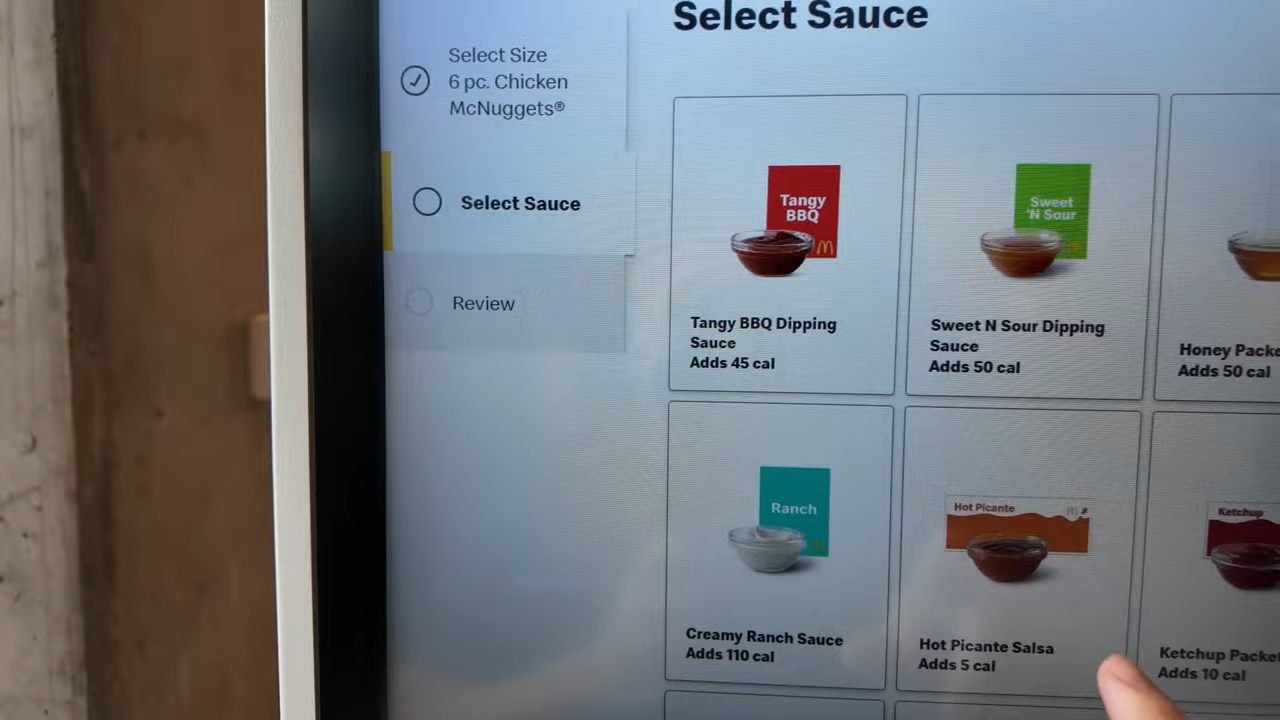 Select Sauce
Select Size
6 pc. Chicken
McNuggets®
Select Sauce
Review
Tangy
BBQ
Tangy BBQ Dipping
Sauce
Adds 45 cal
Sweet
'N Sour
Sweet N Sour Dipping
Sauce
Adds 50 cal
Honey
Adds 50 cal
Ranch
Creamy Ranch Sauce
Adds 110 cal
Hot Picante
Hot Picante Salsa
Adds 5 cal
Ketchup
Ketchup
Adds 10 cal